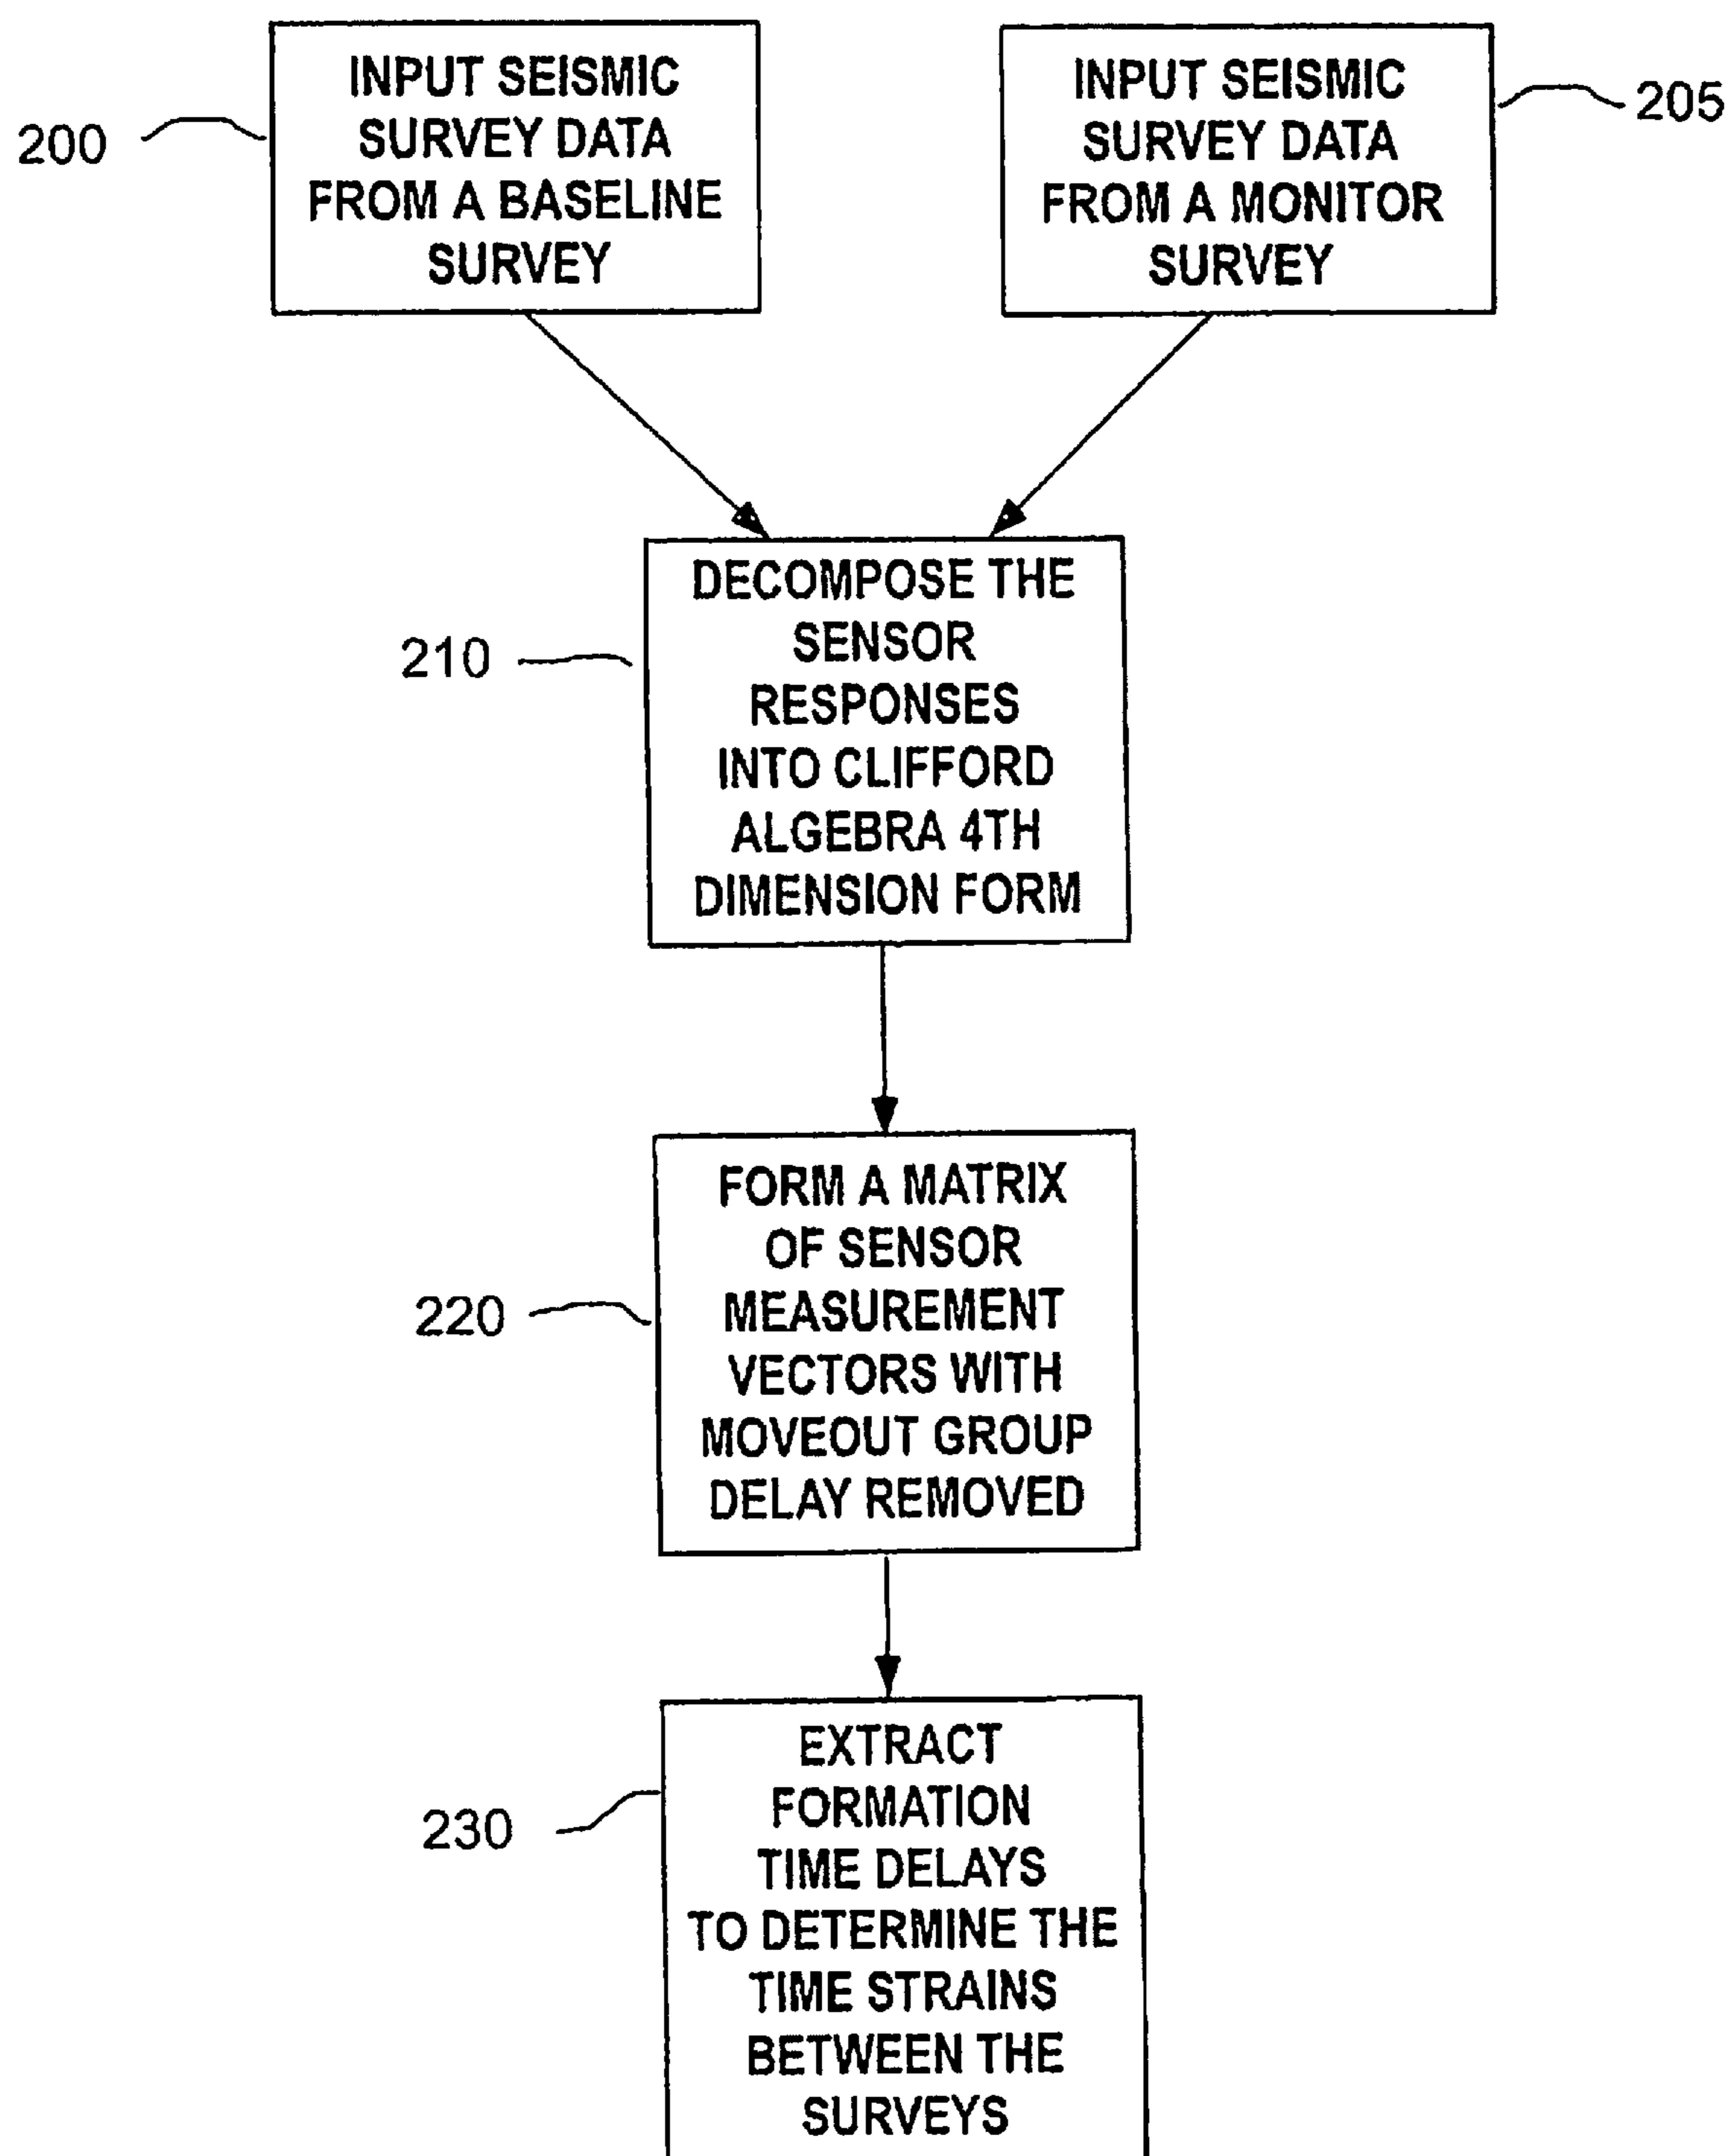 200
INPUT SEISMIC
SURVEY DATA
FROM A BASELINE
SURVEY
INPUT SEISMIC
SURVEY DATA
FROM A MONITOR
SURVEY
205
210
DECOMPOSE THE
SENSOR
RESPONSES
INTO CLIFFORD
ALGEBRA 4TH
DIMENSION FORM
220
FORM A MATRIX
OF SENSOR
MEASUREMENT
VECTORS WITH
MOVEOUT GROUP
DELAY REMOVED
230
EXTRACT
FORMATION
TIME DELAYS
TO DETERMINE THE
TIME STRAINS
BETWEEN THE
SURVEYS